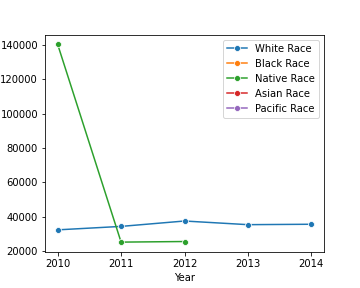 140000
120000
100000
80000
60000
40000
20000
2010 2011 2012 2013 2014
Year
White Race
Black Race
Native Race
Asian Race
Pacific Race